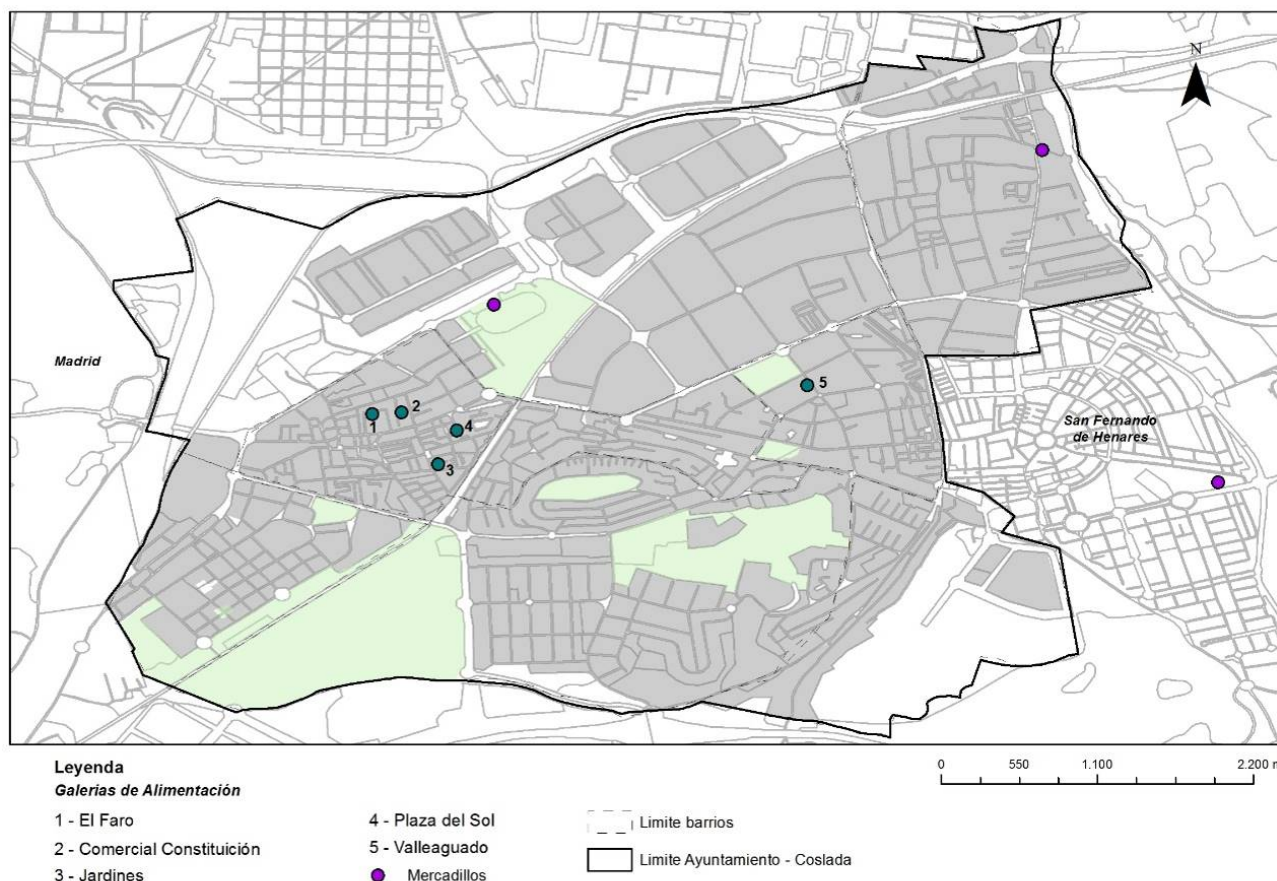 N
Madrid
1
2
4
3
5
San Fernando
de Henares
Leyenda
Galerias de Alimentación
1 - El Faro
2 - Comercial Constituición
3 - Jardines
4 - Plaza del Sol
5 - Valleaguado
Mercadillos
Limite barrios
Limite Ayuntamiento - Coslada
0 550 1.100 2.200 m